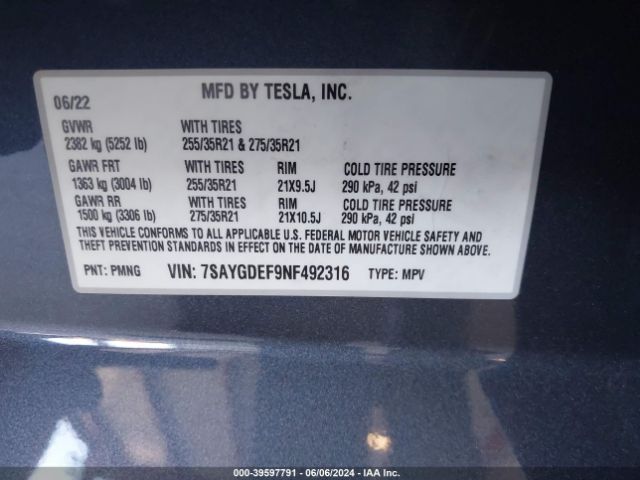 06/22 MFD BY TESLA, INC.
GVWR WITH TIRES
2382 kg (5252 lb) 255/35R21 & 275/35R21
GAWR FRT WITH TIRES RIM COLD TIRE PRESSURE
1363 kg (3004 lb) 255/35R21 21X9.5J 290 kPa, 42 psi
GAWR RR WITH TIRES RIM COLD TIRE PRESSURE
1500 kg (3306 lb) 275/35R21 21X10.5J 290 kPa, 42 psi
THIS VEHICLE CONFORMS TO ALL APPLICABLE U.S. FEDERAL MOTOR VEHICLE SAFETY AND
THEFT PREVENTION STANDARDS IN EFFECT ON THE DATE OF MANUFACTURE SHOWN ABOVE.
PNT: PMNG VIN: 7SAYGDEF9NF492316 TYPE: MPV
000-39597791 - 06/06/2024 - IAA Inc.